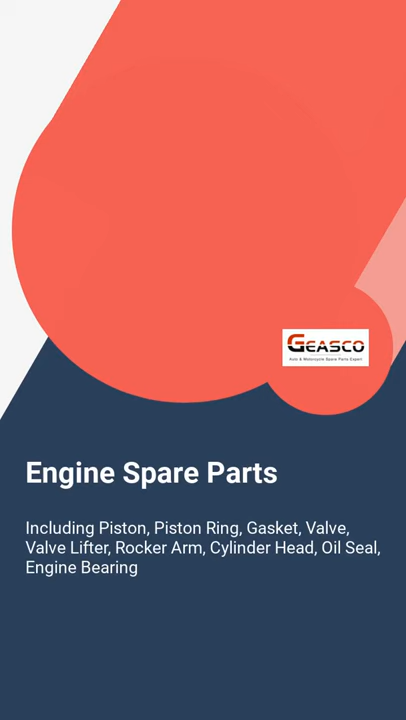 GEASCO
Auto & Motorcycle Spare Parts Expert
Engine Spare Parts
Including Piston, Piston Ring, Gasket, Valve,
Valve Lifter, Rocker Arm, Cylinder Head, Oil Seal,
Engine Bearing